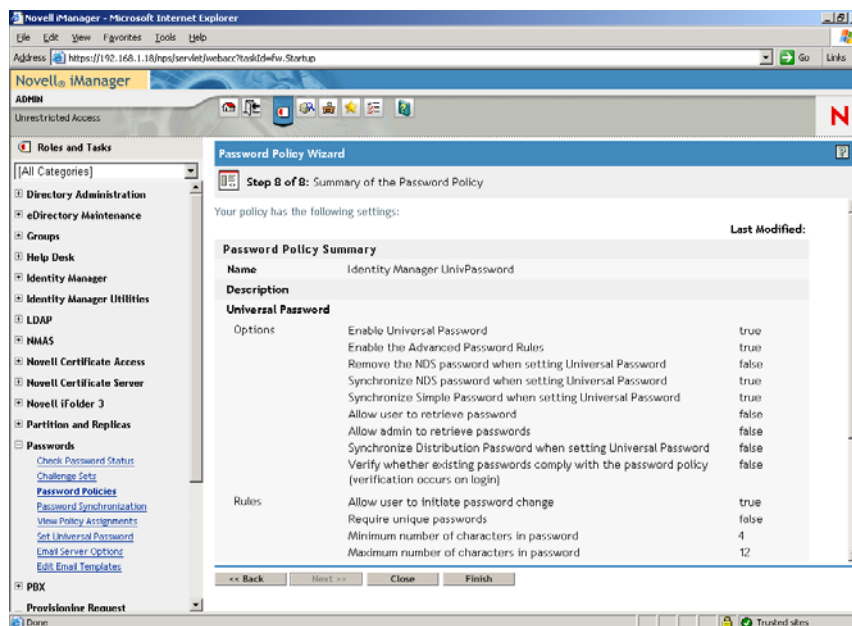 Novell iManager - Microsoft Internet Explorer
File Edit View Favorites Tools Help
Address https://192.168.1.18/nps/servlet/webacc?taskId=fw.Startup Go Links
Novell® iManager
ADMIN
Unrestricted Access
N
Roles and Tasks
[All Categories]
Directory Administration
eDirectory Maintenance
Groups
Help Desk
Identity Manager
Identity Manager Utilities
LDAP
NMAS
Novell Certificate Access
Novell Certificate Server
Novell iFolder 3
Partition and Replicas
Passwords
Check Password Status
Challenge Sets
Password Policies
Password Synchronization
View Policy Assignments
Set Universal Password
Email Server Options
Edit Email Templates
PBX
Provisioning Request
Password Policy Wizard
?
Step 8 of 8: Summary of the Password Policy
Your policy has the following settings:
Last Modified:
Password Policy Summary
Name Identity Manager UnivPassword
Description
Universal Password
Options Enable Universal Password true
Enable the Advanced Password Rules true
Remove the NDS password when setting Universal Password false
Synchronize NDS password when setting Universal Password true
Synchronize Simple Password when setting Universal Password true
Allow user to retrieve password false
Allow admin to retrieve passwords false
Synchronize Distribution Password when setting Universal Password false
Verify whether existing passwords comply with the password policy false
(verification occurs on login)
Rules Allow user to initiate password change true
Require unique passwords false
Minimum number of characters in password 4
Maximum number of characters in password 12
<< Back Next >> Close Finish
Done Trusted sites